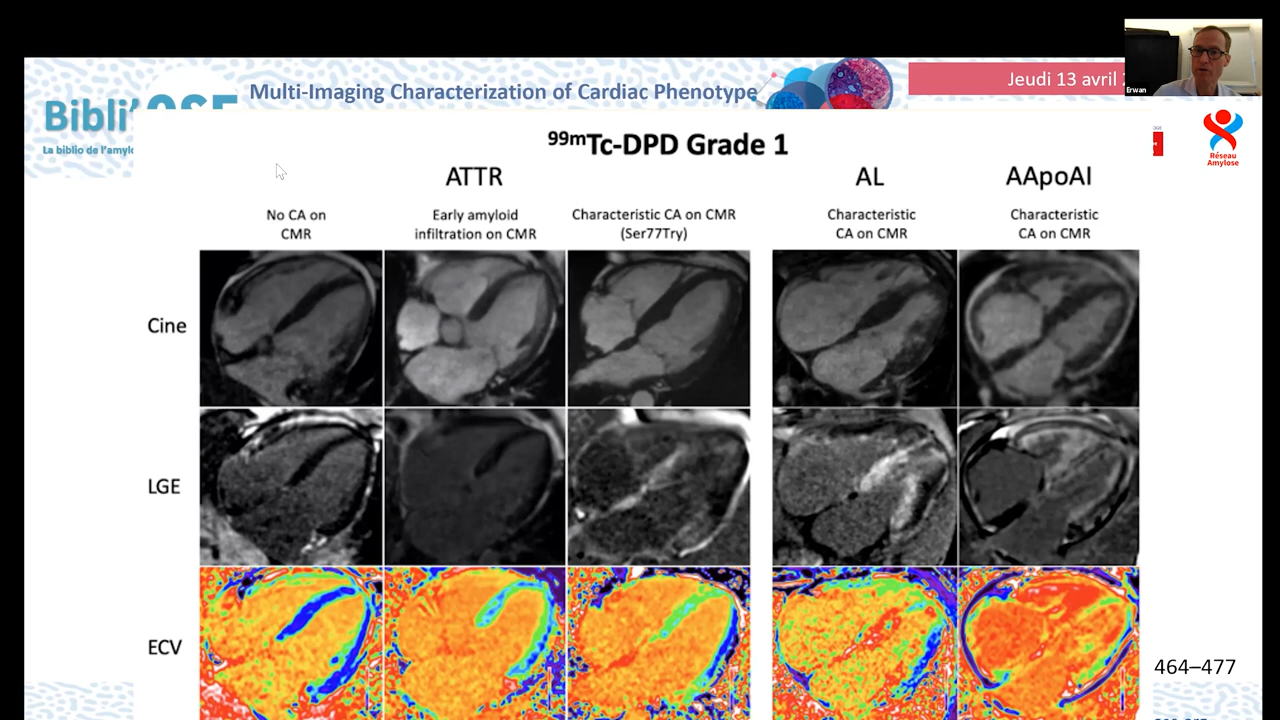 Multi-Imaging Characterization of Cardiac Phenotype
Jeudi 13 avril
Erwan
Bibli'
La biblio de l'amylo
Réseau
Amylose
99mTc-DPD Grade 1
ATTR
AL
AApoAI
No CA on
CMR
Early amyloid
infiltration on CMR
Characteristic CA on CMR
(Ser77Try)
Characteristic
CA on CMR
Characteristic
CA on CMR
Cine
LGE
ECV
464–477